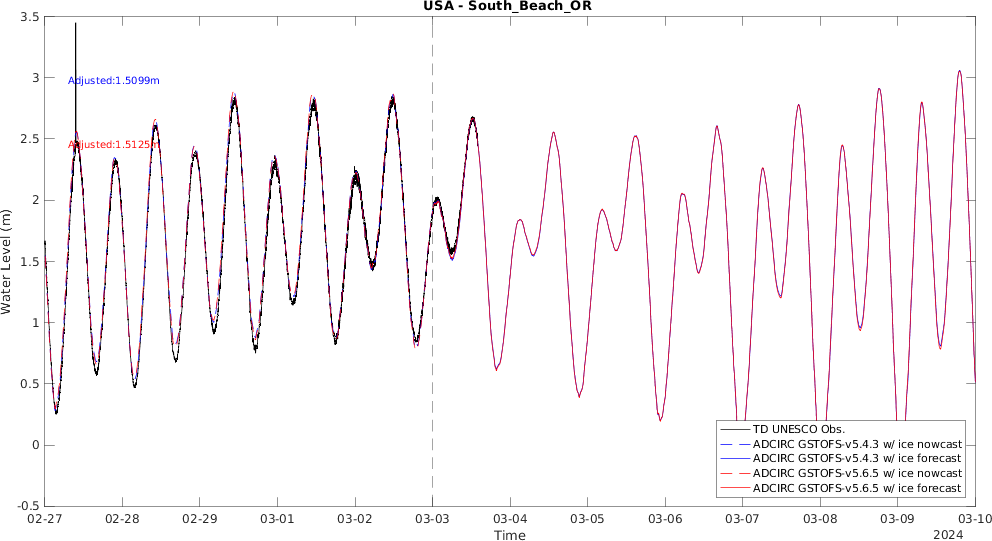 USA - South_Beach_OR
3.5
3
2.5
2
1.5
1
0.5
0
-0.5
Water Level (m)
Adjusted:1.5099m
Adjusted:1.5125m
TD UNESCO Obs.
ADCIRC GSTOFS-v5.4.3 w/ ice nowcast
ADCIRC GSTOFS-v5.4.3 w/ ice forecast
ADCIRC GSTOFS-v5.6.5 w/ ice nowcast
ADCIRC GSTOFS-v5.6.5 w/ ice forecast
02-27 02-28 02-29 03-01 03-02 03-03 03-04 03-05 03-06 03-07 03-08 03-09 03-10
Time
2024